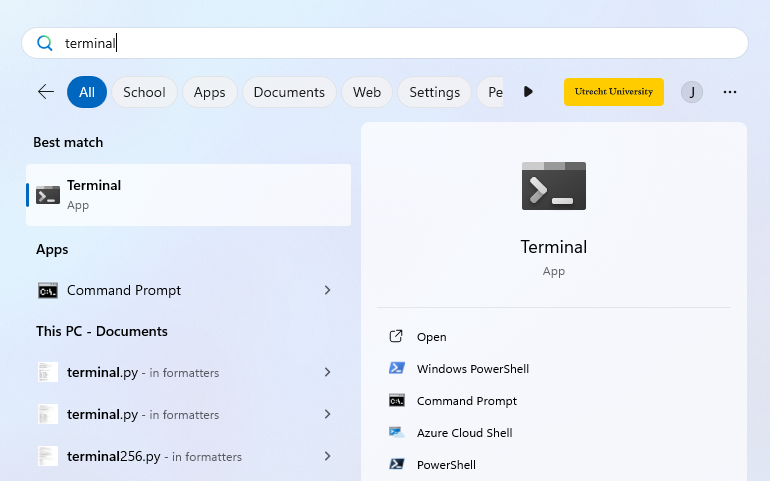 terminal
All School Apps Documents Web Settings Pe Utrecht University J
Best match
Terminal
App
Apps
Command Prompt
This PC - Documents
terminal.py - in formatters
terminal.py - in formatters
terminal256.py - in formatters
Terminal
App
Open
Windows PowerShell
Command Prompt
Azure Cloud Shell
PowerShell